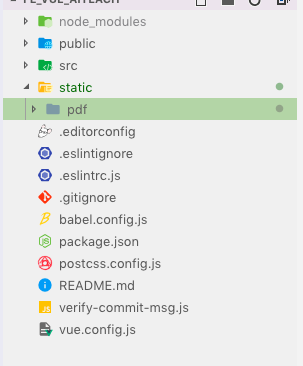 node_modules
public
src
static
pdf
.editorconfig
.eslintignore
.eslintrc.js
.gitignore
babel.config.js
package.json
postcss.config.js
README.md
verify-commit-msg.js
vue.config.js